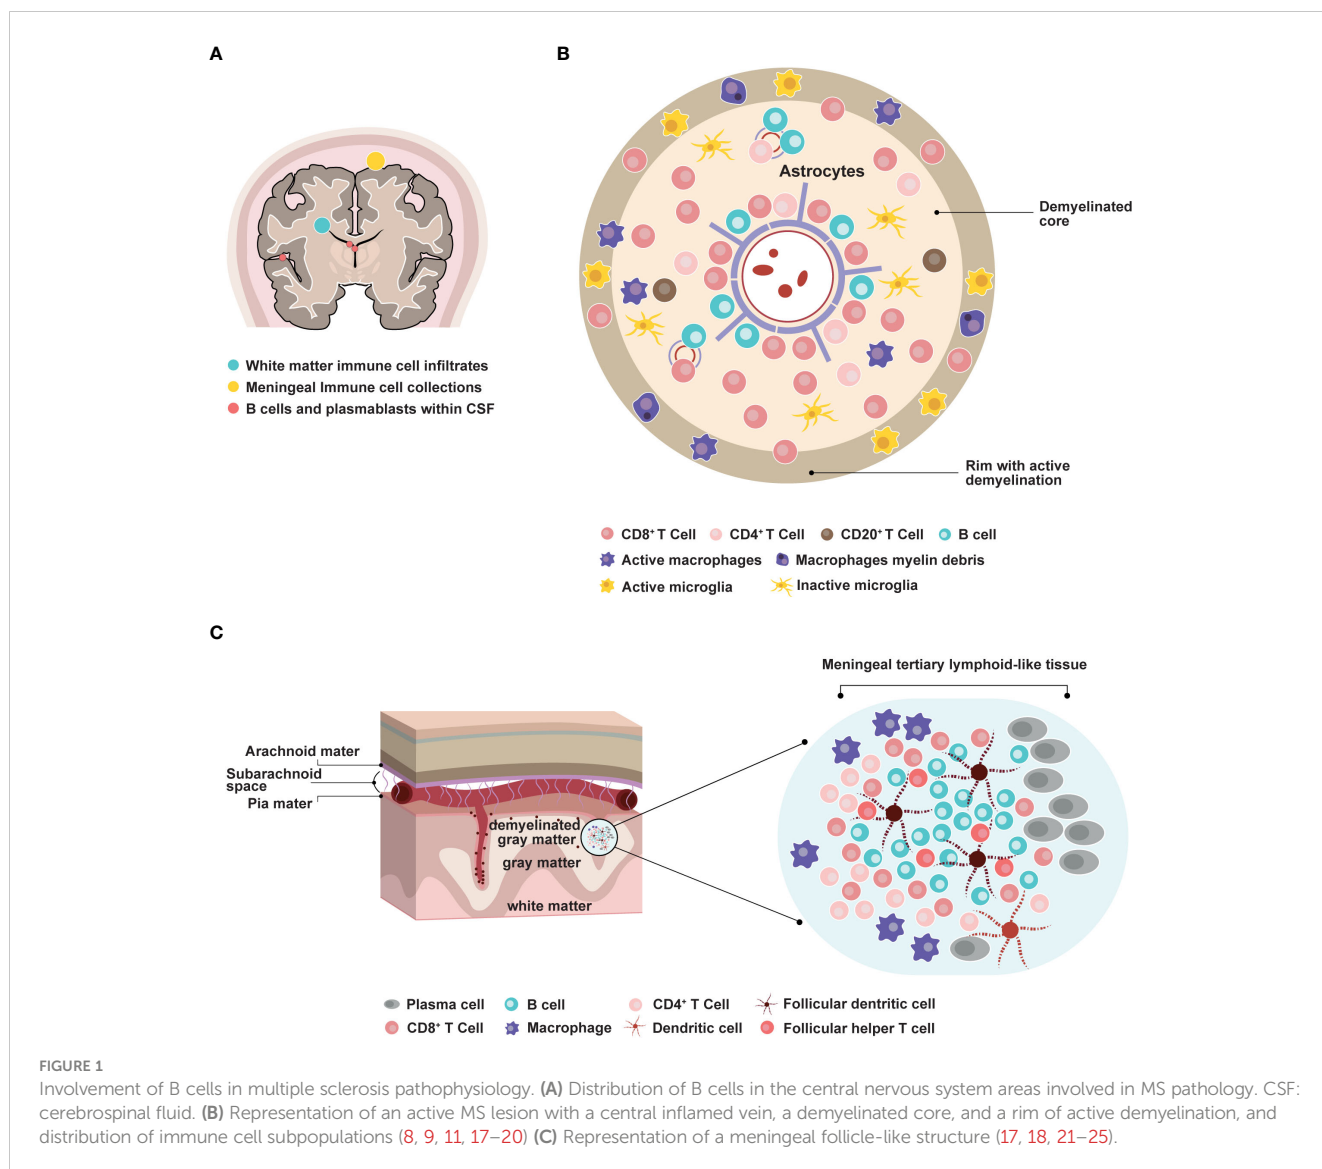 A
White matter immune cell infiltrates
Meningeal Immune cell collections
B cells and plasmablasts within CSF
B
Astrocytes
Demyelinated
core
Rim with active
demyelination
CD8+ T Cell
CD4+ T Cell
CD20+ T Cell
B cell
Active macrophages
Macrophages myelin debris
Active microglia
Inactive microglia
C
Arachnoid mater
Subarachnoid
space
Pia mater
demyelinated
gray matter
gray matter
white matter
Meningeal tertiary lymphoid-like tissue
Plasma cell
B cell
CD4+ T Cell
Follicular dentritic cell
CD8+ T Cell
Macrophage
Dendritic cell
Follicular helper T cell
FIGURE 1
Involvement of B cells in multiple sclerosis pathophysiology. (A) Distribution of B cells in the central nervous system areas involved in MS pathology. CSF:
cerebrospinal fluid. (B) Representation of an active MS lesion with a central inflamed vein, a demyelinated core, and a rim of active demyelination, and
distribution of immune cell subpopulations (8, 9, 11, 17–20) (C) Representation of a meningeal follicle-like structure (17, 18, 21–25).